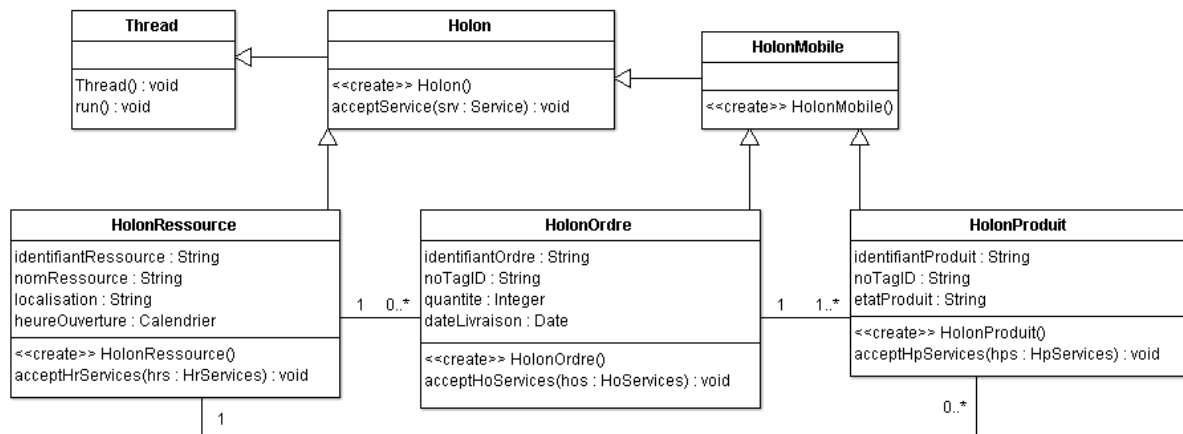 Thread
Thread() : void
run() : void
Holon
<<create>> Holon()
acceptService(srv : Service) : void
HolonMobile
<<create>> HolonMobile()
HolonRessource
identifiantRessource : String
nomRessource : String
localisation : String
heureOuverture : Calendrier
<<create>> HolonRessource()
acceptHrServices(hrs : HrServices) : void
1
0..*
HolonOrdre
identifiantOrdre : String
noTagID : String
quantite : Integer
dateLivraison : Date
<<create>> HolonOrdre()
acceptHoServices(hos : HoServices) : void
1
1..*
HolonProduit
identifiantProduit : String
noTagID : String
etatProduit : String
<<create>> HolonProduit()
acceptHpServices(hps : HpServices) : void
1
0..*